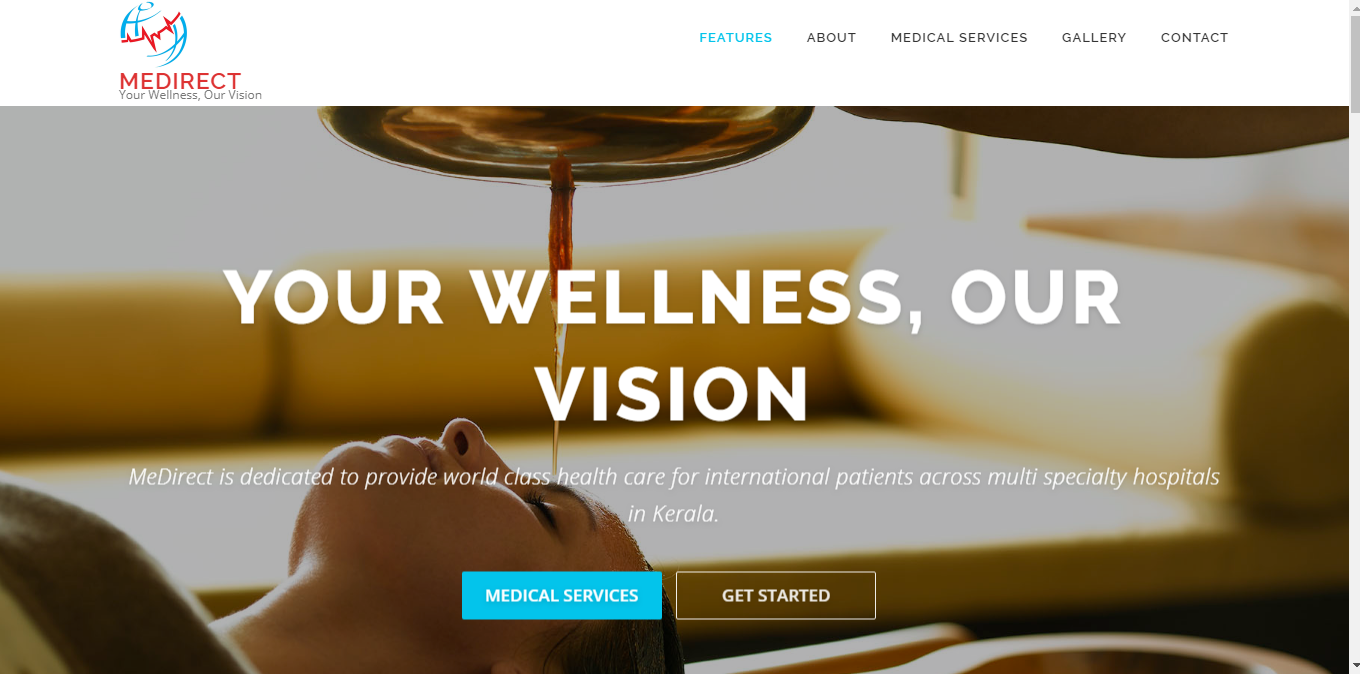 FEATURES ABOUT MEDICAL SERVICES GALLERY CONTACT
MEDIRECT
Your Wellness, Our Vision
YOUR WELLNESS, OUR
VISION
MeDirect is dedicated to provide world class health care for international patients across multi specialty hospitals
in Kerala.
MEDICAL SERVICES GET STARTED